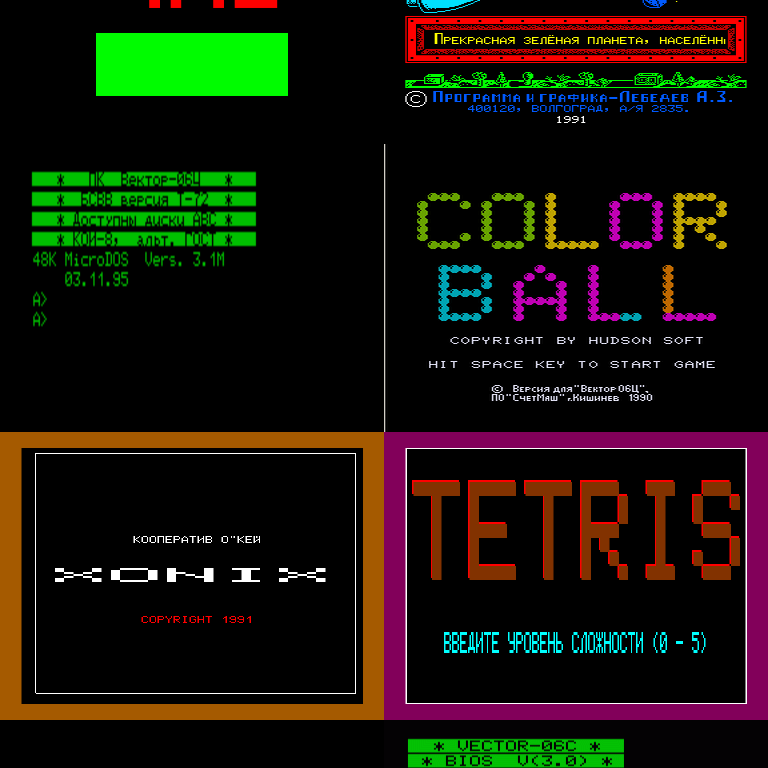 ПРЕКРАСНАЯ ЗЕЛЁНАЯ ПЛАНЕТА, НАСЕЛЁНН
© ПРОГРАММА И ГРАФИКА-ЛЕБЕДЕВ А.З.
400120, ВОЛГОГРАД, А/Я 2835.
1991
* ПК Вектор-06Ц *
* БСВВ версия Т-72 *
* Доступны диски АВС *
* КОИ-8, альт, ГОСТ *
48K MicroDOS Vers. 3.1M
03.11.95
A>
A>
COLOR
BALL
COPYRIGHT BY HUDSON SOFT
HIT SPACE KEY TO START GAME
© Версия для "Вектор 06Ц",
ПО "СчетМаш" г.Кишинев 1990
КООПЕРАТИВ О"КЕЙ
XONIX
COPYRIGHT 1991
TETRIS
ВВЕДИТЕ УРОВЕНЬ СЛОЖНОСТИ (0 - 5)
* VECTOR-06C *
* BIOS V(3.0) *